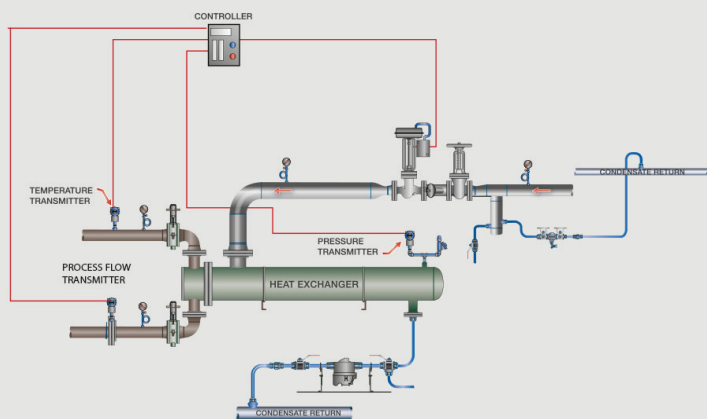 CONTROLLER
CONDENSATE RETURN
TEMPERATURE
TRANSMITTER
PRESSURE
TRANSMITTER
PROCESS FLOW
TRANSMITTER
HEAT EXCHANGER
CONDENSATE RETURN